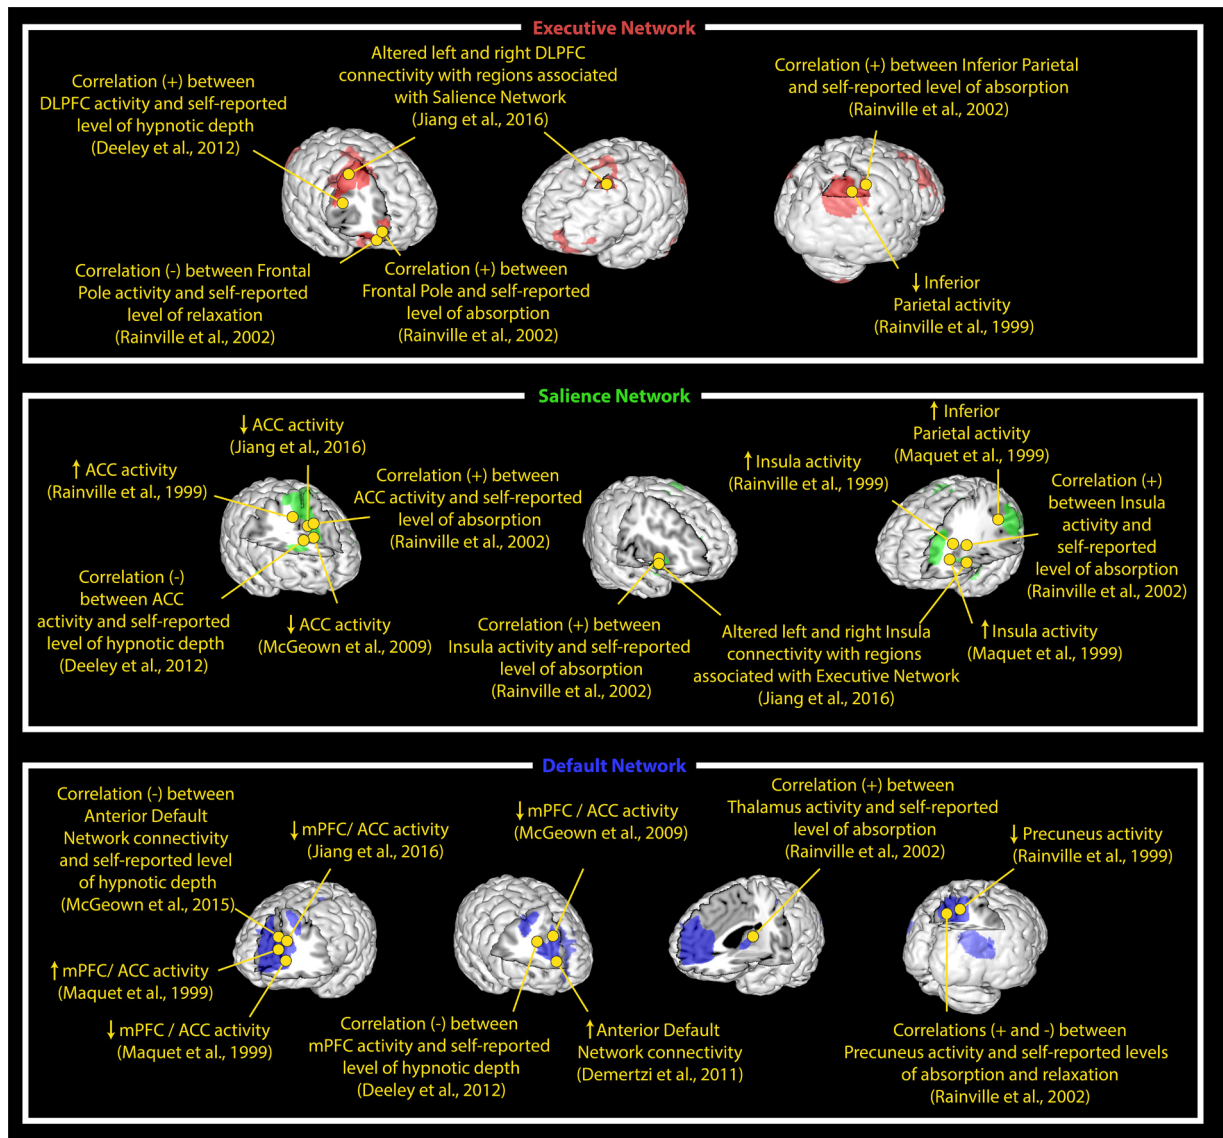 Executive Network
Correlation (+) between
DLPFC activity and self-reported
level of hypnotic depth
(Deeley et al., 2012)
Altered left and right DLPFC
connectivity with regions associated
with Salience Network
(Jiang et al., 2016)
Correlation (+) between Inferior Parietal
and self-reported level of absorption
(Rainville et al., 2002)
Correlation (-) between Frontal
Pole activity and self-reported
level of relaxation
(Rainville et al., 2002)
Correlation (+) between
Frontal Pole and self-reported
level of absorption
(Rainville et al., 2002)
↓ Inferior
Parietal activity
(Rainville et al., 1999)
Salience Network
↓ ACC activity
(Jiang et al., 2016)
↑ ACC activity
(Rainville et al., 1999)
Correlation (+) between
ACC activity and self-reported
level of absorption
(Rainville et al., 2002)
Correlation (-)
between ACC
activity and self-reported
level of hypnotic depth
(Deeley et al., 2012)
↓ ACC activity
(McGeown et al., 2009)
Correlation (+) between
Insula activity and self-reported
level of absorption
(Rainville et al., 2002)
Altered left and right Insula
connectivity with regions
associated with Executive Network
(Jiang et al., 2016)
↑ Insula activity
(Rainville et al., 1999)
↑ Inferior
Parietal activity
(Maquet et al., 1999)
Correlation (+)
between Insula
activity and
self-reported
level of absorption
(Rainville et al., 2002)
↑ Insula activity
(Maquet et al., 1999)
Default Network
Correlation (-) between
Anterior Default
Network connectivity
and self-reported level
of hypnotic depth
(McGeown et al., 2015)
↓ mPFC/ ACC activity
(Jiang et al., 2016)
↑ mPFC/ ACC activity
(Maquet et al., 1999)
↓ mPFC / ACC activity
(Maquet et al., 1999)
↓ mPFC / ACC activity
(McGeown et al., 2009)
Correlation (-) between
mPFC activity and self-reported
level of hypnotic depth
(Deeley et al., 2012)
↑ Anterior Default
Network connectivity
(Demertzi et al., 2011)
Correlation (+) between
Thalamus activity and self-reported
level of absorption
(Rainville et al., 2002)
↓ Precuneus activity
(Rainville et al., 1999)
Correlations (+ and -) between
Precuneus activity and self-reported levels
of absorption and relaxation
(Rainville et al., 2002)